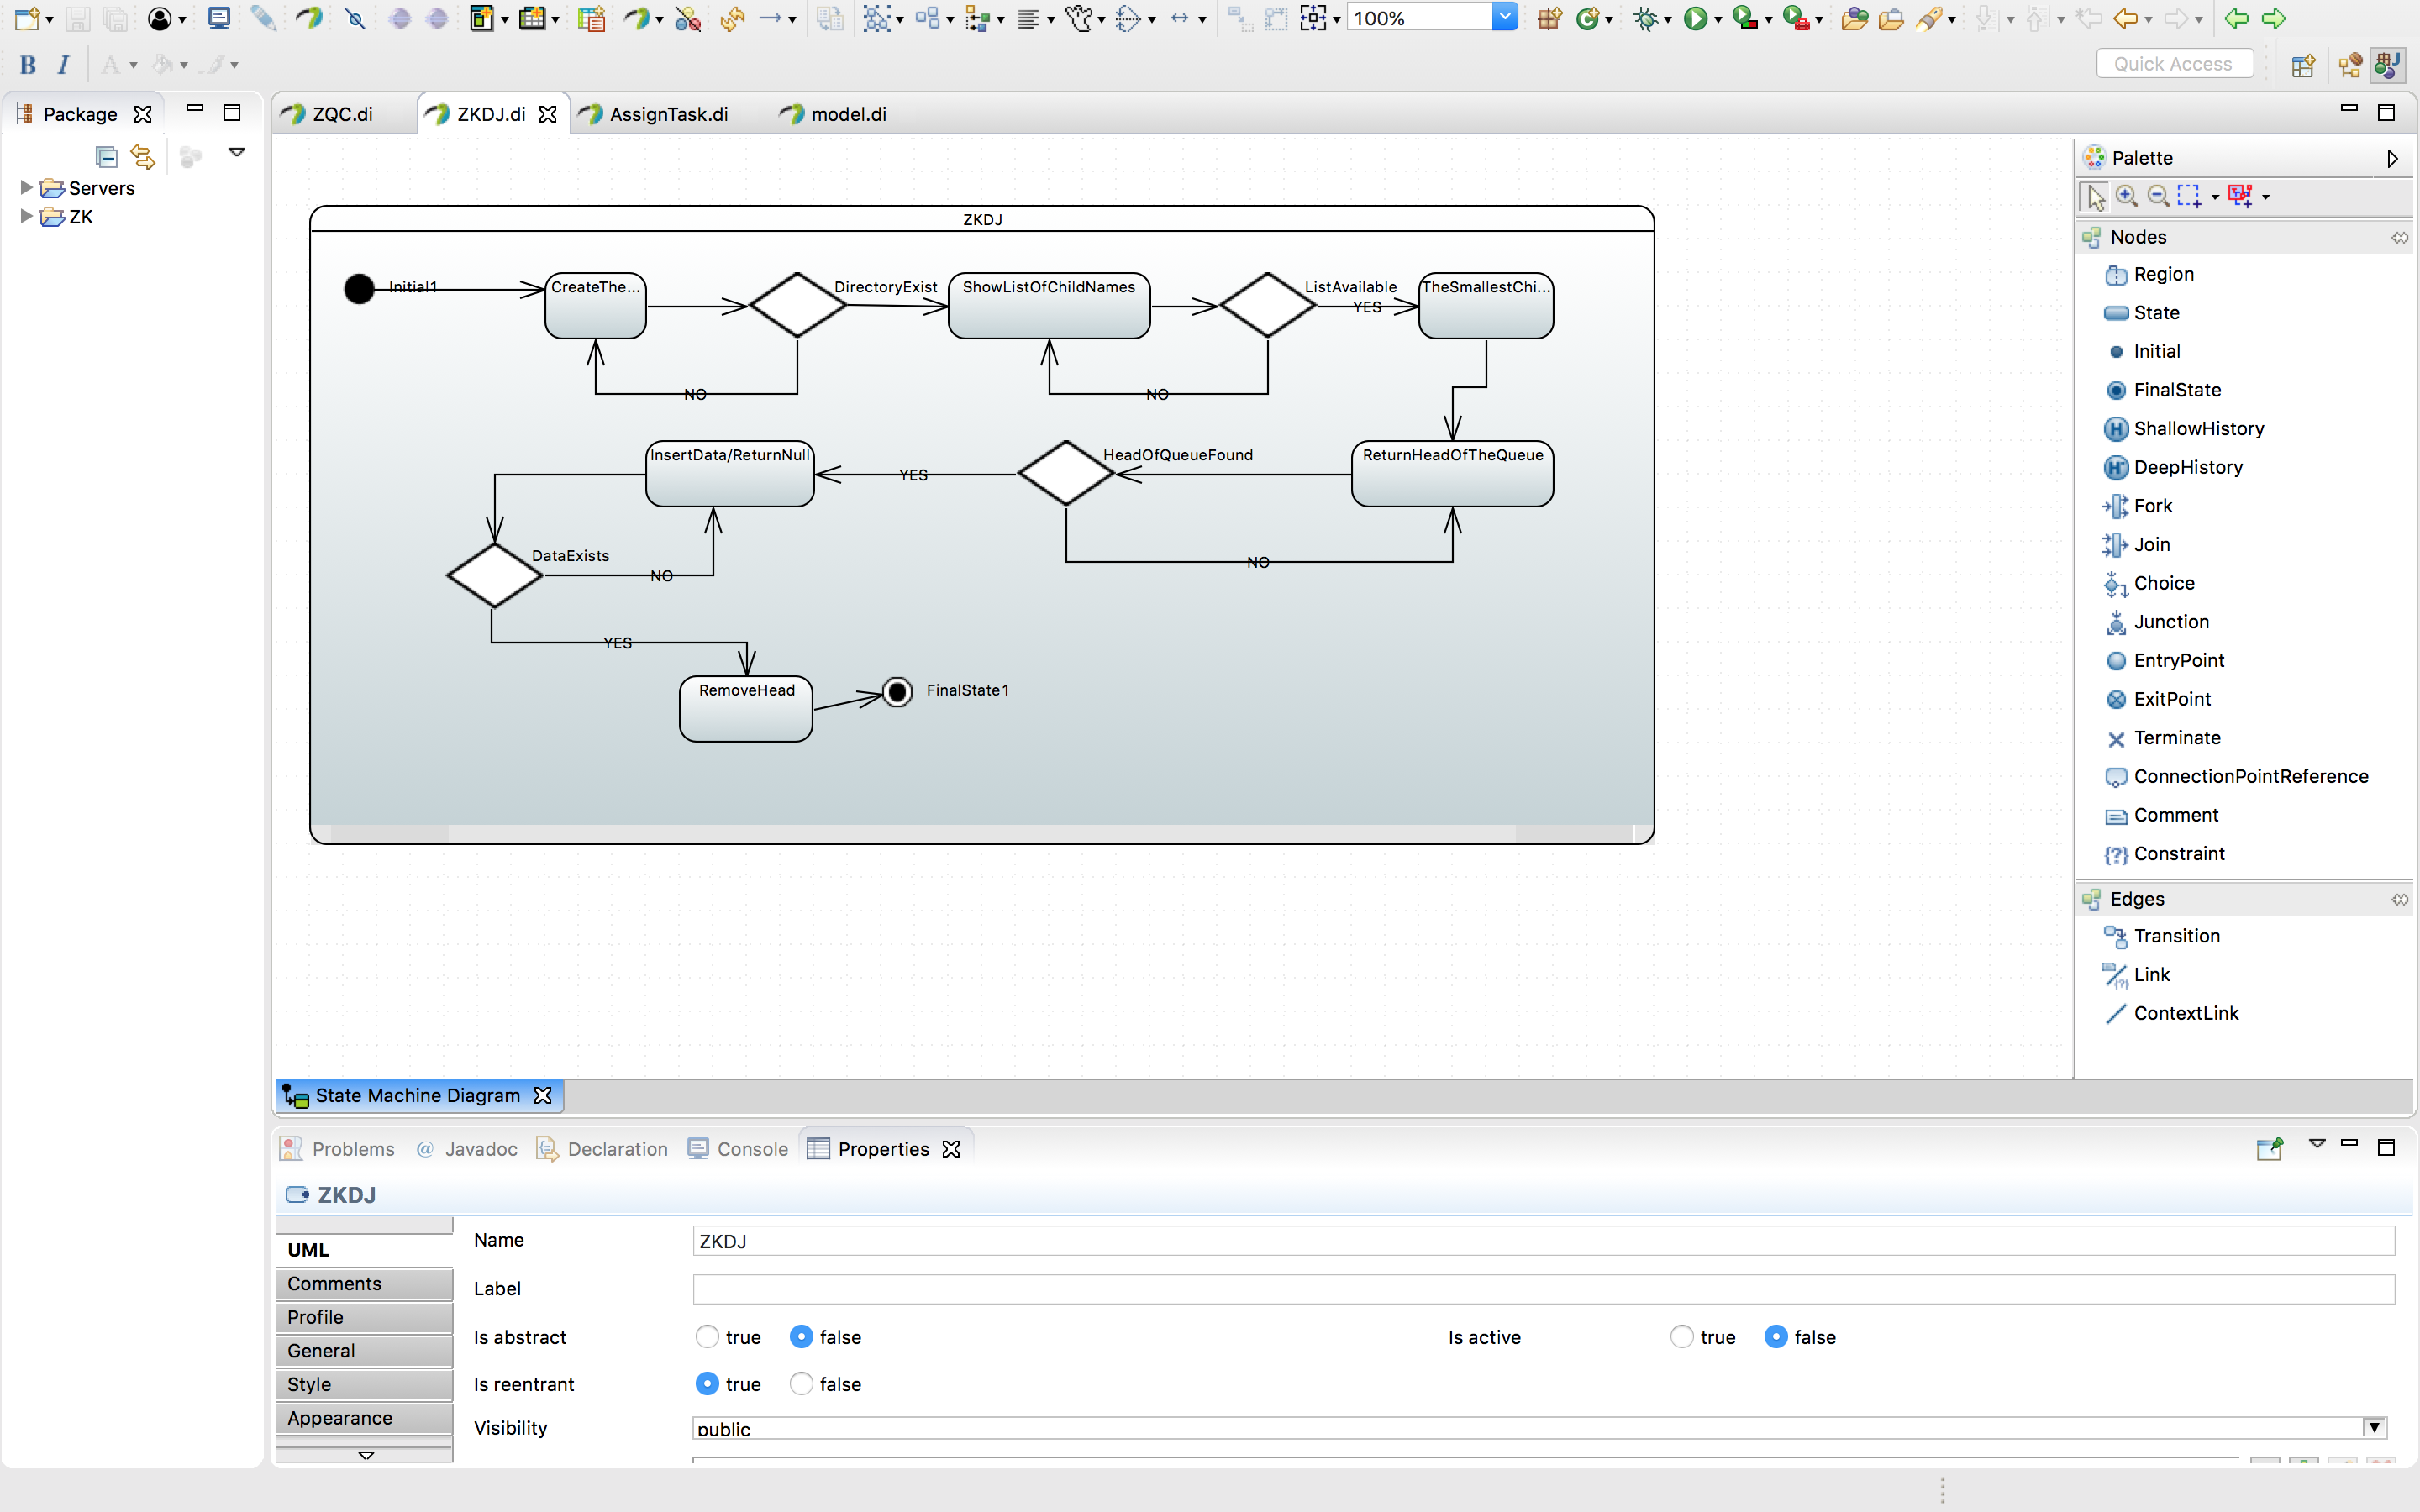 100%
B I A
Quick Access
Package
ZQC.di
ZKDJ.di
AssignTask.di
model.di
Servers
ZK
ZKDJ
Initial1
CreateThe...
DirectoryExist
ShowListOfChildNames
ListAvailable
YES
TheSmallestChi...
NO
NO
InsertData/ReturnNull
YES
HeadOfQueueFound
ReturnHeadOfTheQueue
DataExists
NO
NO
YES
RemoveHead
FinalState1
Palette
Nodes
Region
State
Initial
FinalState
ShallowHistory
DeepHistory
Fork
Join
Choice
Junction
EntryPoint
ExitPoint
Terminate
ConnectionPointReference
Comment
Constraint
Edges
Transition
Link
ContextLink
State Machine Diagram
Problems
@ Javadoc
Declaration
Console
Properties
ZKDJ
UML
Comments
Profile
General
Style
Appearance
Name
ZKDJ
Label
Is abstract
true
false
Is active
true
false
Is reentrant
true
false
Visibility
public